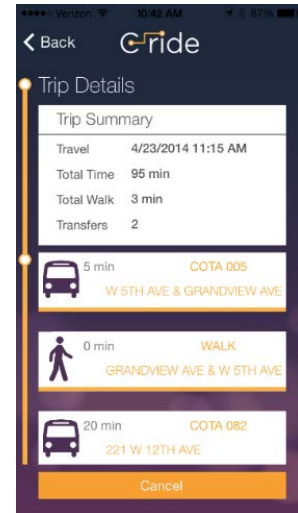 Verizon 10:42 AM 87%
Back C-ride
Trip Details
Trip Summary
Travel 4/23/2014 11:15 AM
Total Time 95 min
Total Walk 3 min
Transfers 2
5 min COTA 005
W 5TH AVE & GRANDVIEW AVE
0 min WALK
GRANDVIEW AVE & W 5TH AVE
20 min COTA 082
221 W 12TH AVE
Cancel